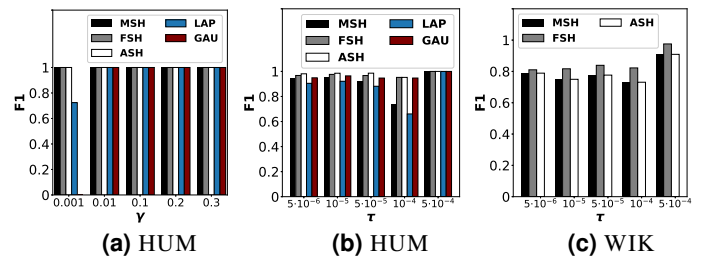 MSH LAP
FSH GAU
ASH
F1
1
0.8
0.6
0.4
0.2
0
0.001 0.01 0.1 0.2 0.3
γ
(a) HUM
MSH LAP
FSH GAU
ASH
F1
1
0.8
0.6
0.4
0.2
0
5·10⁻⁶ 10⁻⁵ 5·10⁻⁵ 10⁻⁴ 5·10⁻⁴
τ
(b) HUM
MSH ASH
FSH
F1
1
0.8
0.6
0.4
0.2
0
5·10⁻⁶ 10⁻⁵ 5·10⁻⁵ 10⁻⁴ 5·10⁻⁴
τ
(c) WIK